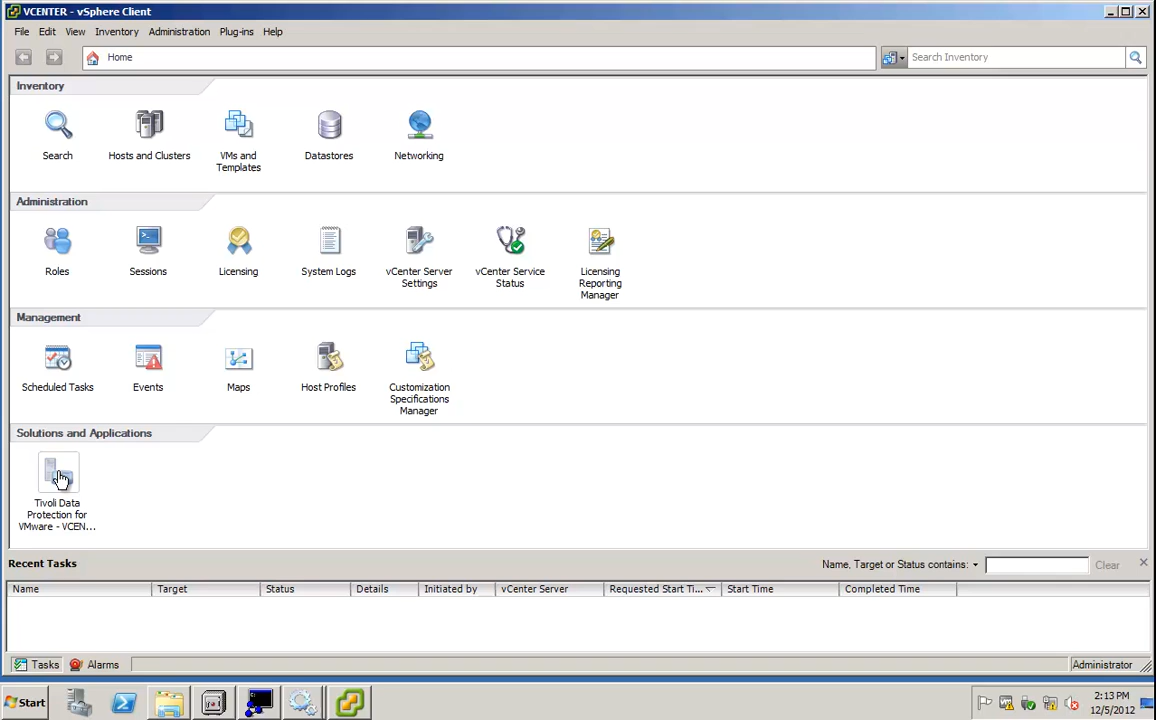 VCENTER - vSphere Client
File Edit View Inventory Administration Plug-ins Help
Home
Search Inventory
Inventory
Search
Hosts and Clusters
VMs and
Templates
Datastores
Networking
Administration
Roles
Sessions
Licensing
System Logs
vCenter Server
Settings
vCenter Service
Status
Licensing
Reporting
Manager
Management
Scheduled Tasks
Events
Maps
Host Profiles
Customization
Specifications
Manager
Solutions and Applications
Tivoli Data
Protection for
VMware - VCEN...
Recent Tasks
Name, Target or Status contains:
Clear
Name Target Status Details Initiated by vCenter Server Requested Start Ti... Start Time Completed Time
Tasks Alarms
Administrator
Start
2:13 PM
12/5/2012